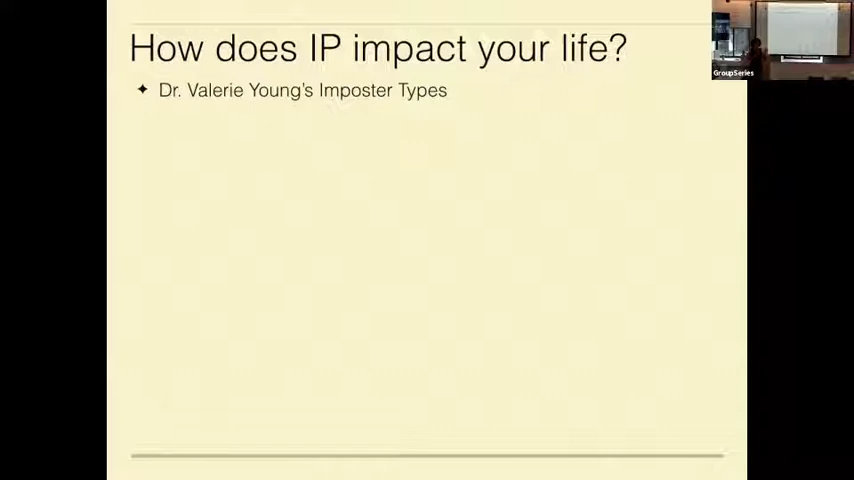 How does IP impact your life?
✦ Dr. Valerie Young's Imposter Types
GroupSeries